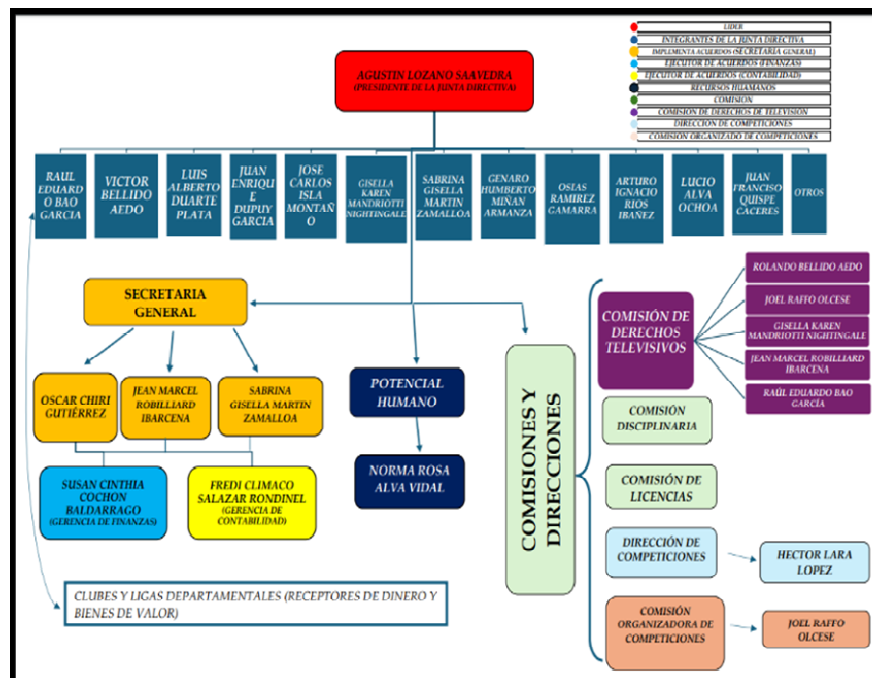 LIDER
INTEGRANTES DE LA JUNTA DIRECTIVA
IMPLEMENTA ACUERDOS (SECRETARIA GENERAL)
EJECUTOR DE ACUERDOS (FINANZAS)
EJECUTOR DE ACUERDOS (CONTABILIDAD)
RECURSOS HUAMANOS
COMISION
COMISION DE DERECHOS DE TELEVISION
DIRECCION DE COMPETICIONES
COMISION ORGANIZADO DE COMPETICIONES
AGUSTIN LOZANO SAAVEDRA
(PRESIDENTE DE LA JUNTA DIRECTIVA)
RAUL
EDUARD
O BAO
GARCIA
VICTOR
BELLIDO
AEDO
LUIS
ALBERTO
DUARTE
PLATA
JUAN
ENRIQU
E DUPUY
GARCIA
JOSE
CARLOS
ISLA
MONTAÑ
O
GISELLA
KAREN
MANDRIOTTI
NIGHTINGALE
SABRINA
GISELLA
MARTIN
ZAMALLOA
GENARO
HUMBERTO
MIÑAN
ARMANZA
OSIAS
RAMIREZ
GAMARRA
ARTURO
IGNACIO
RIOS
IBAÑEZ
LUCIO
ALVA
OCHOA
JUAN
FRANCISO
QUISPE
CACERES
OTROS
SECRETARIA
GENERAL
OSCAR CHIRI
GUTIÉRREZ
JEAN MARCEL
ROBILLIARD
IBARCENA
SABRINA
GISELLA MARTIN
ZAMALLOA
SUSAN CINTHIA
COCHON
BALDARRAGO
(GERENCIA DE FINANZAS)
FREDI CLIMACO
SALAZAR RONDINEL
(GERENCIA DE
CONTABILIDAD)
POTENCIAL
HUMANO
NORMA ROSA
ALVA VIDAL
COMISIONES Y
DIRECCIONES
COMISIÓN DE
DERECHOS
TELEVISIVOS
ROLANDO BELLIDO AEDO
JOEL RAFFO OLCESE
GISELLA KAREN
MANDRIOTTI NIGHTINGALE
JEAN MARCEL ROBILLIARD
IBARCENA
RAÚL EDUARDO BAO
GARCÍA
COMISIÓN
DISCIPLINARIA
COMISIÓN DE
LICENCIAS
DIRECCIÓN DE
COMPETICIONES
HECTOR LARA
LOPEZ
COMISIÓN
ORGANIZADORA DE
COMPETICIONES
JOEL RAFFO
OLCESE
CLUBES Y LIGAS DEPARTAMENTALES (RECEPTORES DE DINERO Y
BIENES DE VALOR)